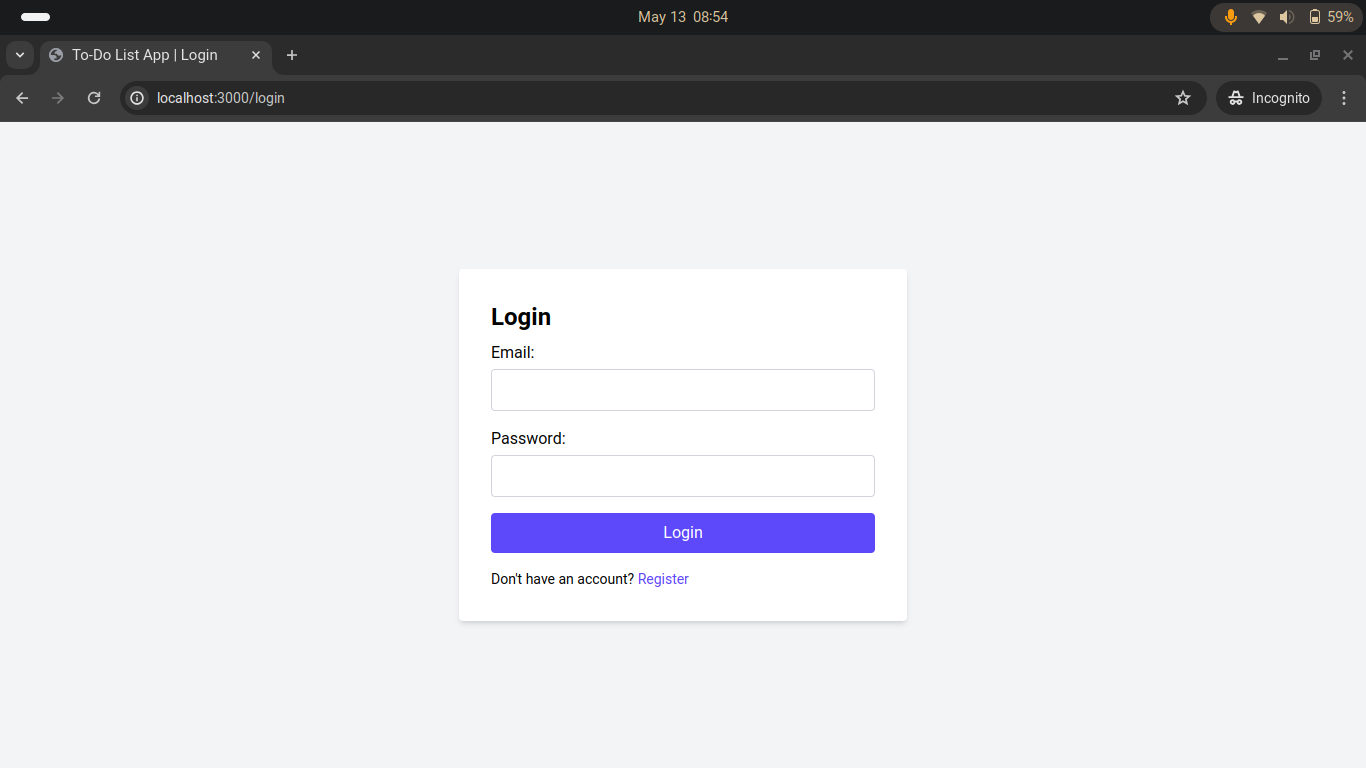 May 13 08:54
59%
To-Do List App | Login
localhost:3000/login
Incognito
Login
Email:
Password:
Login
Don't have an account? Register